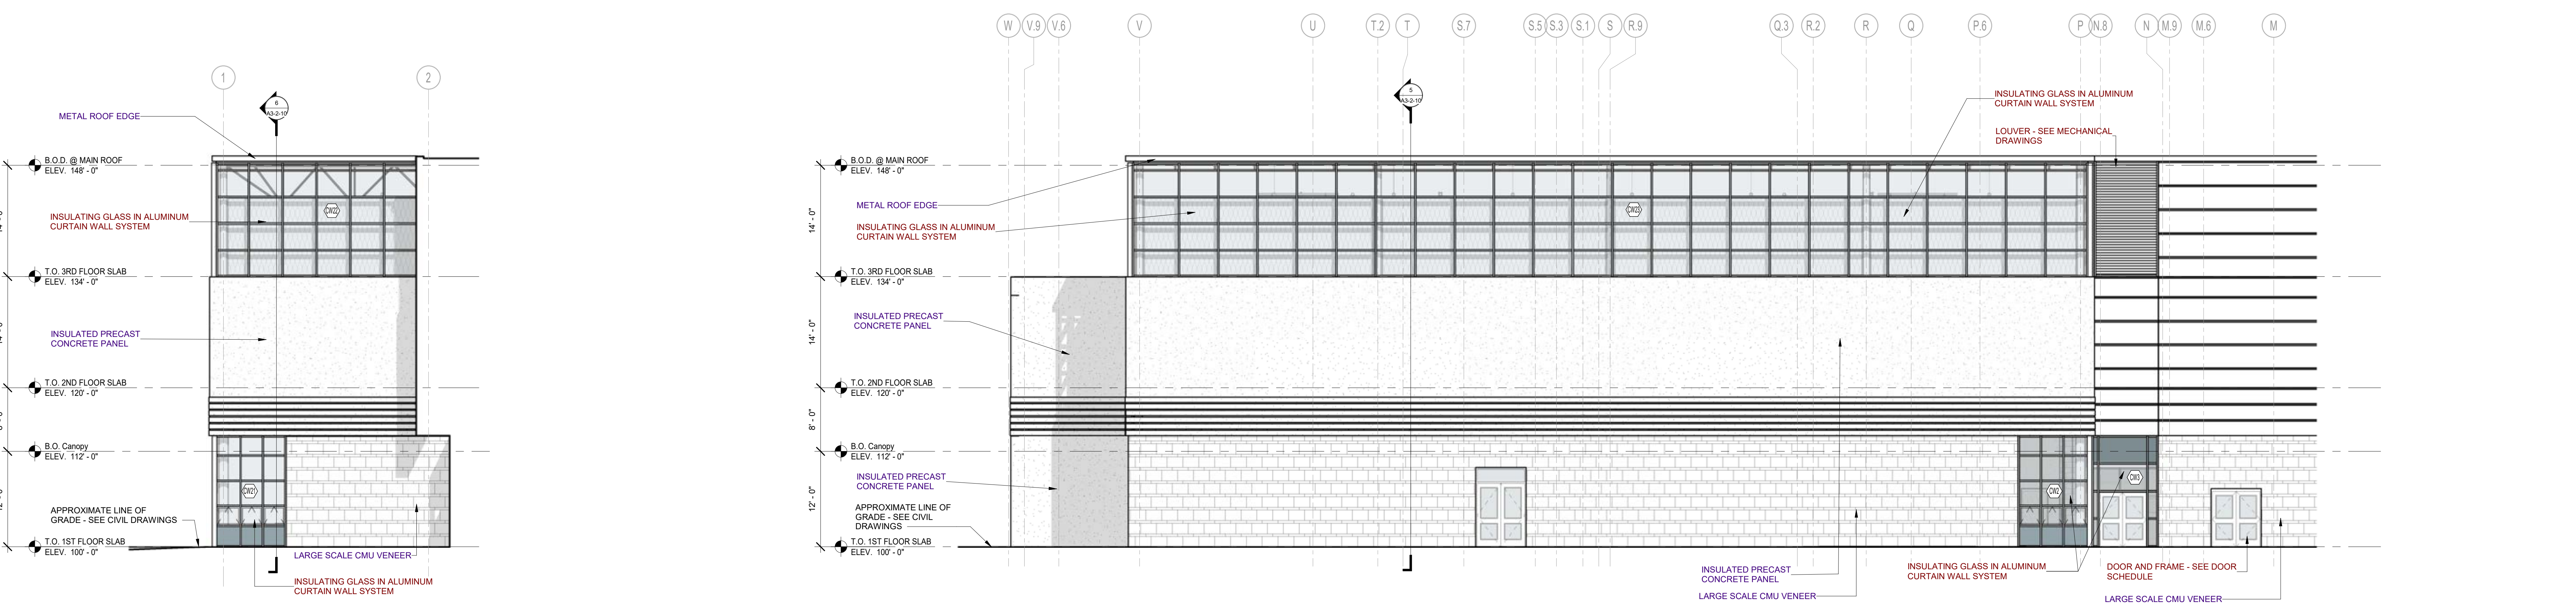 1
2
6
A3-2-10
METAL ROOF EDGE
B.O.D. @ MAIN ROOF
ELEV. 148' - 0"
INSULATING GLASS IN ALUMINUM
CURTAIN WALL SYSTEM
CW22
T.O. 3RD FLOOR SLAB
ELEV. 134' - 0"
INSULATED PRECAST
CONCRETE PANEL
T.O. 2ND FLOOR SLAB
ELEV. 120' - 0"
B.O. Canopy
ELEV. 112' - 0"
CW21
APPROXIMATE LINE OF
GRADE - SEE CIVIL DRAWINGS
T.O. 1ST FLOOR SLAB
ELEV. 100' - 0"
LARGE SCALE CMU VENEER
INSULATING GLASS IN ALUMINUM
CURTAIN WALL SYSTEM
W
V.9
V.6
V
U
T.2
T
S.7
S.5
S.3
S.1
S
R.9
Q.3
R.2
R
Q
P.6
P
N.8
N
M.9
M.6
M
5
A3-2-10
INSULATING GLASS IN ALUMINUM
CURTAIN WALL SYSTEM
LOUVER - SEE MECHANICAL
DRAWINGS
B.O.D. @ MAIN ROOF
ELEV. 148' - 0"
METAL ROOF EDGE
14' - 0"
INSULATING GLASS IN ALUMINUM
CURTAIN WALL SYSTEM
T.O. 3RD FLOOR SLAB
ELEV. 134' - 0"
INSULATED PRECAST
CONCRETE PANEL
14' - 0"
T.O. 2ND FLOOR SLAB
ELEV. 120' - 0"
8' - 0"
B.O. Canopy
ELEV. 112' - 0"
INSULATED PRECAST
CONCRETE PANEL
12' - 0"
APPROXIMATE LINE OF
GRADE - SEE CIVIL
DRAWINGS
T.O. 1ST FLOOR SLAB
ELEV. 100' - 0"
CW3
INSULATED PRECAST
CONCRETE PANEL
LARGE SCALE CMU VENEER
INSULATING GLASS IN ALUMINUM
CURTAIN WALL SYSTEM
DOOR AND FRAME - SEE DOOR
SCHEDULE
LARGE SCALE CMU VENEER